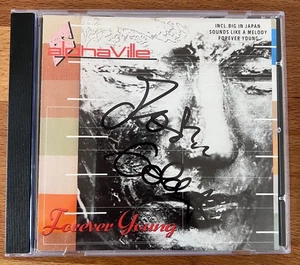 alphaville
INCL. BIG IN JAPAN
SOUNDS LIKE A MELODY
FOREVER YOUNG
Forever Young